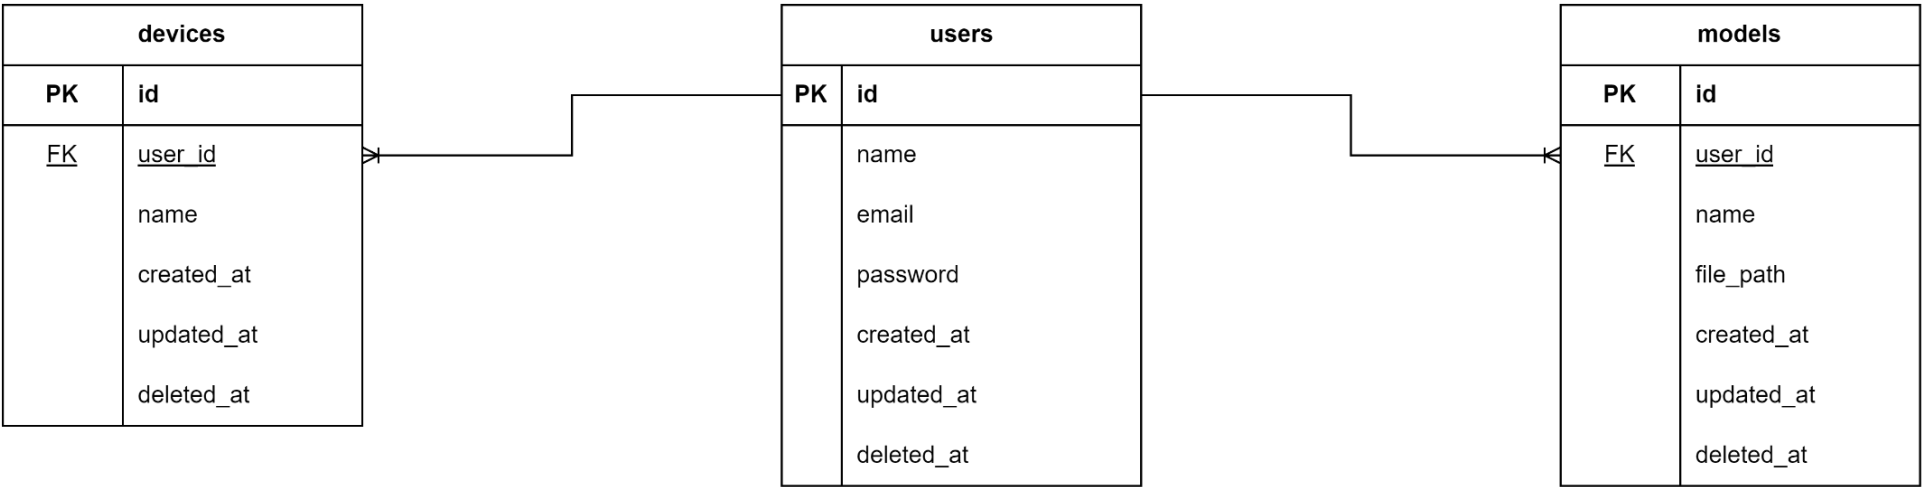 devices
PK id
FK user_id
name
created_at
updated_at
deleted_at
users
PK id
name
email
password
created_at
updated_at
deleted_at
models
PK id
FK user_id
name
file_path
created_at
updated_at
deleted_at